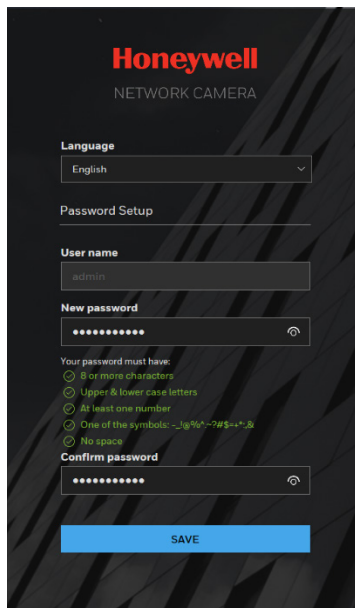 Honeywell
NETWORK CAMERA
Language
English
Password Setup
User name
admin
New password
•••••••••••
Your password must have:
8 or more characters
Upper & lower case letters
At least one number
One of the symbols: -_!@%^.~?#$=+*:,&
No space
Confirm password
•••••••••••
SAVE